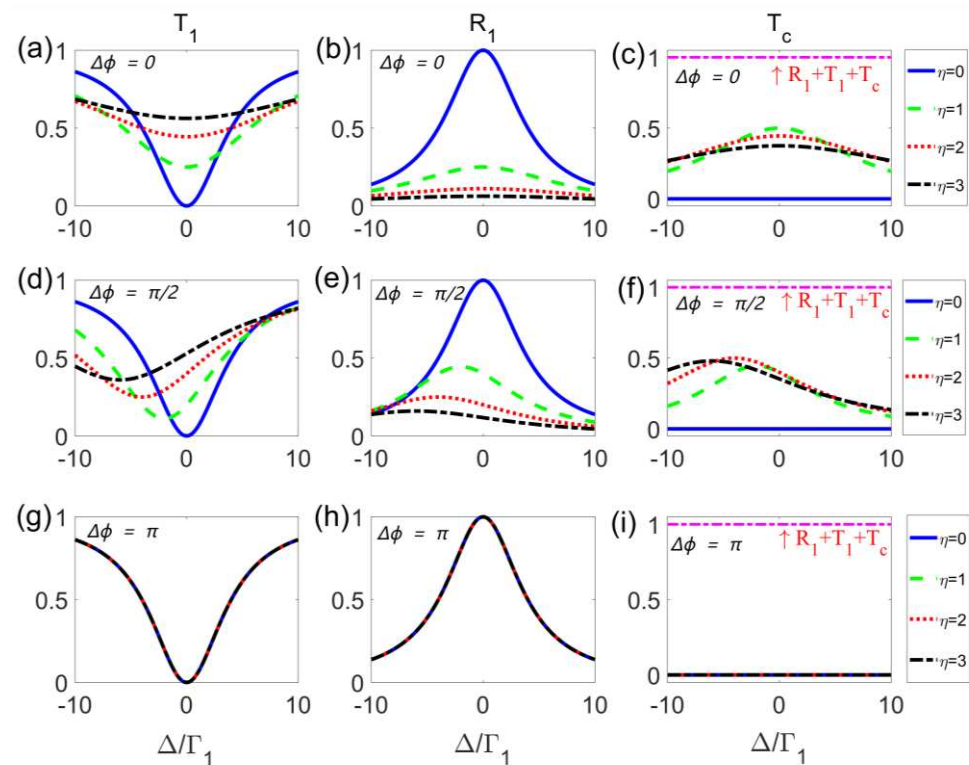 T1 R1 Tc
(a) 1 Δϕ = 0 0.5 0 -10 0 10
(b) 1 Δϕ = 0 0.5 0 -10 0 10
(c) 1 Δϕ = 0 ↑ R1+T1+Tc 0.5 0 -10 0 10
η=0
η=1
η=2
η=3
(d) 1 Δϕ = π/2 0.5 0 -10 0 10
(e) 1 Δϕ = π/2 0.5 0 -10 0 10
(f) 1 Δϕ = π/2 ↑ R1+T1+Tc 0.5 0 -10 0 10
η=0
η=1
η=2
η=3
(g) 1 Δϕ = π 0.5 0 -10 0 10
(h) 1 Δϕ = π 0.5 0 -10 0 10
(i) 1 Δϕ = π ↑ R1+T1+Tc 0.5 0 -10 0 10
η=0
η=1
η=2
η=3
Δ/Γ1 Δ/Γ1 Δ/Γ1